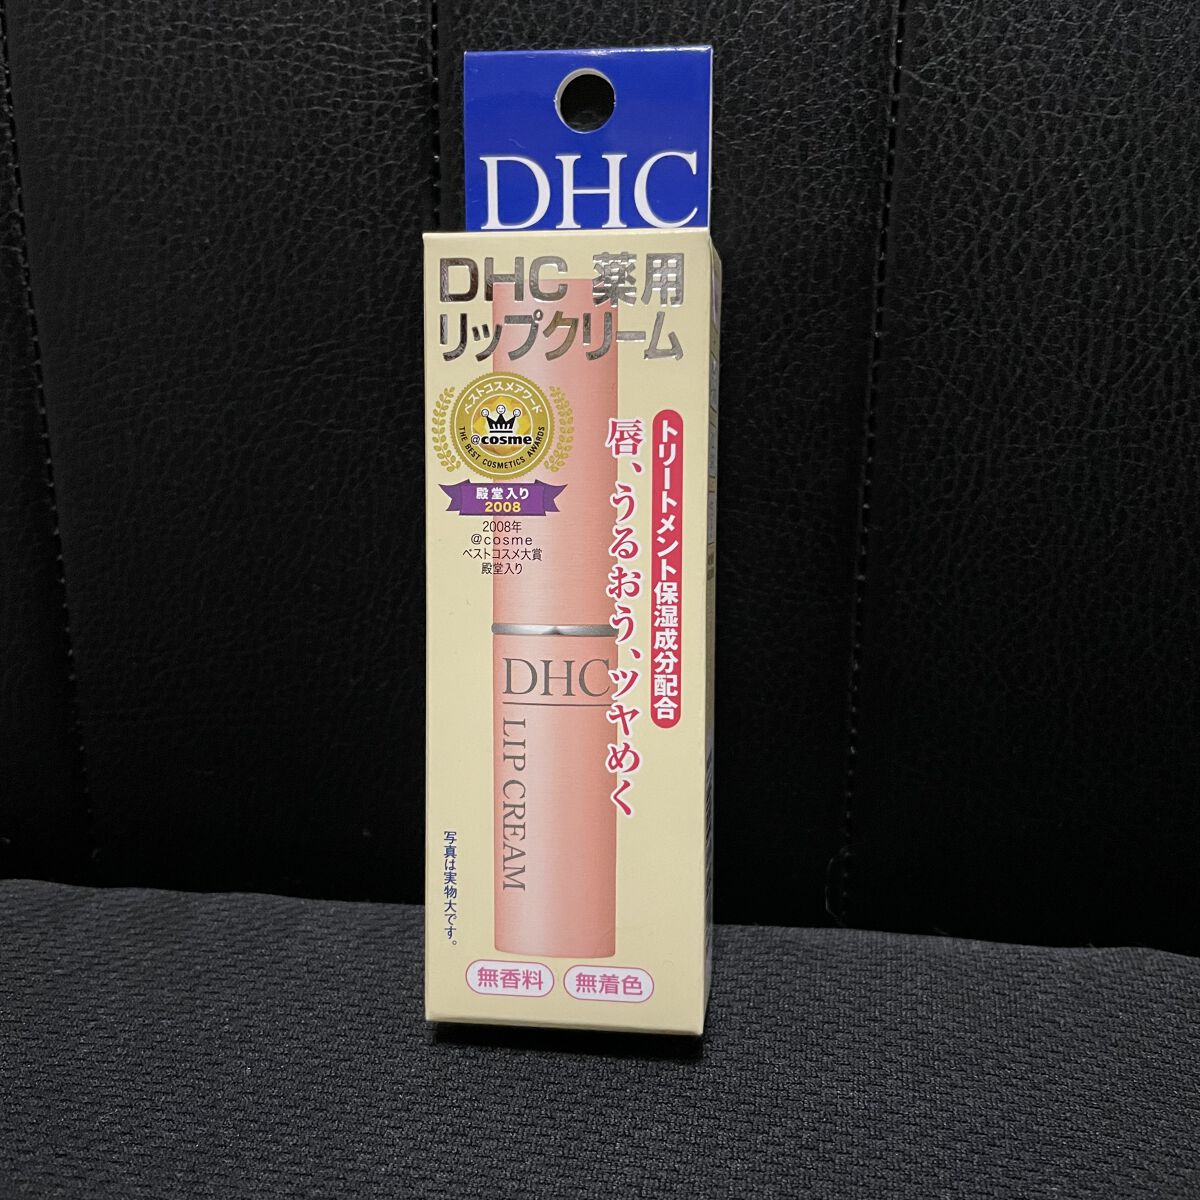 DHC
DHC 薬用
リップクリーム
ベストコスメアワード
@cosme
THE BEST COSMETICS AWARDS
殿堂入り
2008
2008年
@cosme
ベストコスメ大賞
殿堂入り
トリートメント保湿成分配合
唇、うるおう、ツヤめく
DHC
LIP CREAM
写真は実物大です。
無香料
無着色